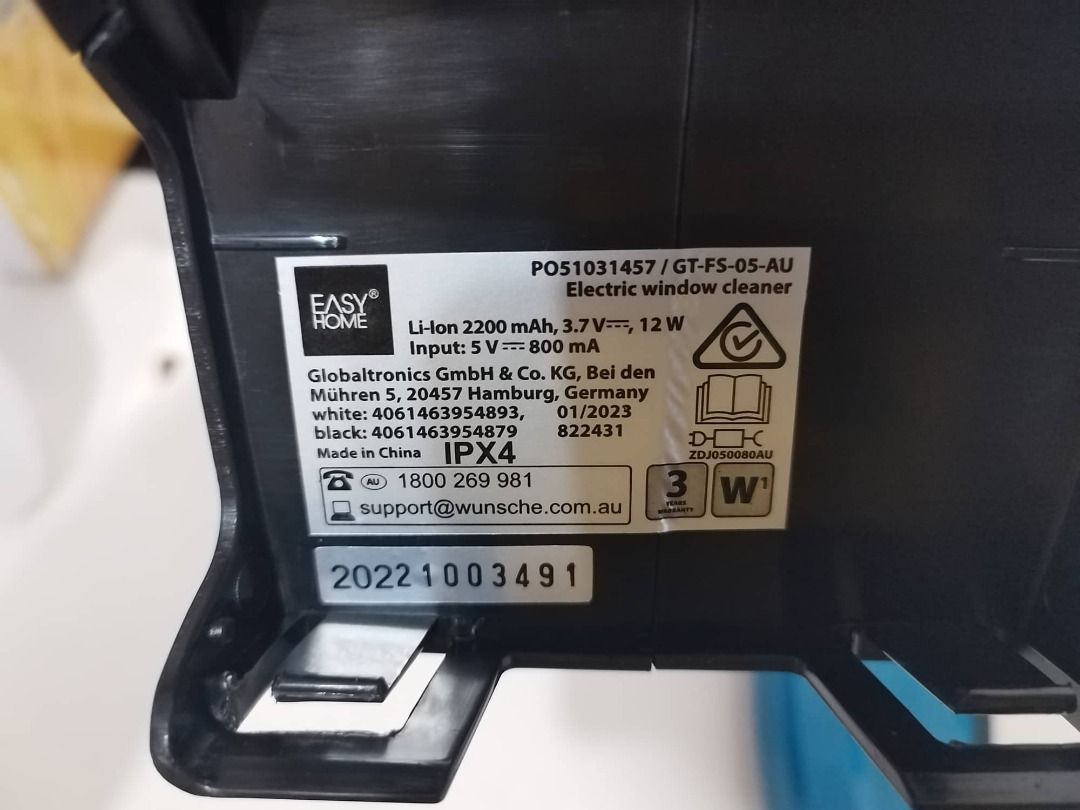 PO51031457 / GT-FS-05-AU
Electric window cleaner
EASY
HOME®
Li-Ion 2200 mAh, 3.7 V⎓, 12 W
Input: 5 V ⎓ 800 mA
Globaltronics GmbH & Co. KG, Bei den
Mühren 5, 20457 Hamburg, Germany
white: 4061463954893, 01/2023
black: 4061463954879 822431
Made in China IPX4
ZDJ050080AU
AU 1800 269 981
support@wunsche.com.au
3
YEARS
WARRANTY
W¹
20221003491